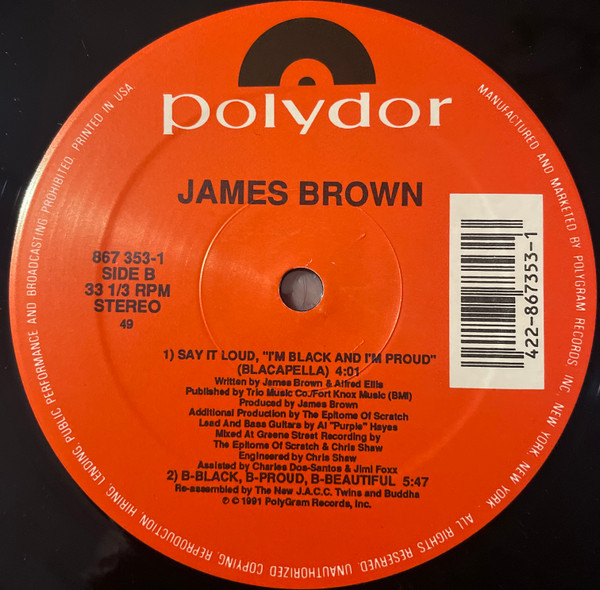 polydor
JAMES BROWN
867 353-1
SIDE B
33 1/3 RPM
STEREO
49
422-867353-1
1) SAY IT LOUD, "I'M BLACK AND I'M PROUD"
(BLACAPELLA) 4:01
Written by James Brown & Alfred Ellis
Published by Trio Music Co./Fort Knox Music (BMI)
Produced by James Brown
Additional Production by The Epitome Of Scratch
Lead And Bass Guitars by Al "Purple" Hayes
Mixed At Greene Street Recording by
The Epitome Of Scratch & Chris Shaw
Engineered by Chris Shaw
Assisted by Charles Dos-Santos & Jimi Foxx
2) B-BLACK, B-PROUD, B-BEAUTIFUL 5:47
Re-assembled by The New J.A.C.C. Twins and Buddha
℗ © 1991 PolyGram Records, Inc.
MANUFACTURED AND MARKETED BY POLYGRAM RECORDS, INC. NEW YORK, NEW YORK. ALL RIGHTS RESERVED. UNAUTHORIZED COPYING, REPRODUCTION, HIRING, LENDING, PUBLIC PERFORMANCE AND BROADCASTING PROHIBITED. PRINTED IN USA